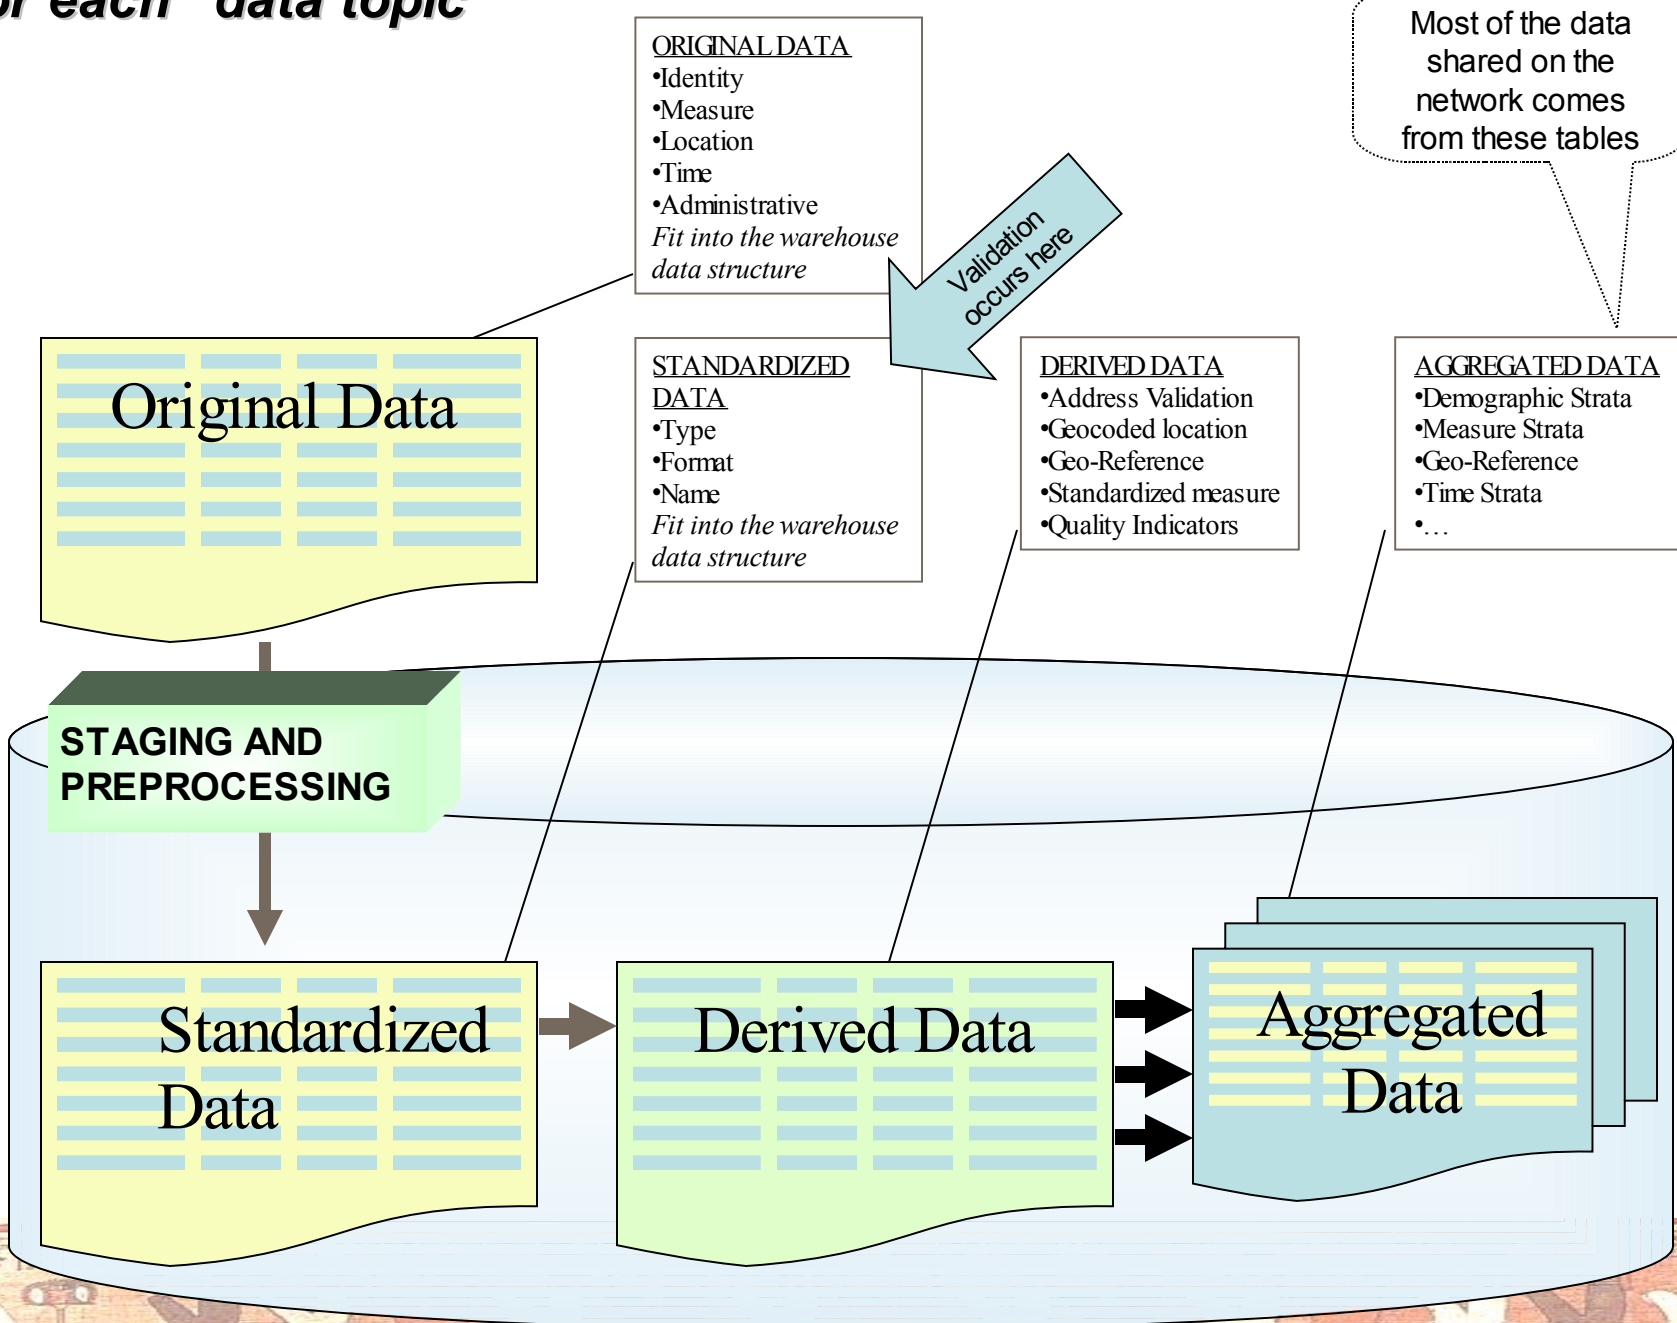 or each "data topic"
ORIGINAL DATA
•Identity
•Measure
•Location
•Time
•Administrative
Fit into the warehouse
data structure
Most of the data
shared on the
network comes
from these tables
Validation
occurs here
STANDARDIZED
DATA
•Type
•Format
•Name
Fit into the warehouse
data structure
DERIVED DATA
•Address Validation
•Geocoded location
•Geo-Reference
•Standardized measure
•Quality Indicators
AGGREGATED DATA
•Demographic Strata
•Measure Strata
•Geo-Reference
•Time Strata
•…
Original Data
STAGING AND
PREPROCESSING
Standardized
Data
Derived Data
Aggregated
Data